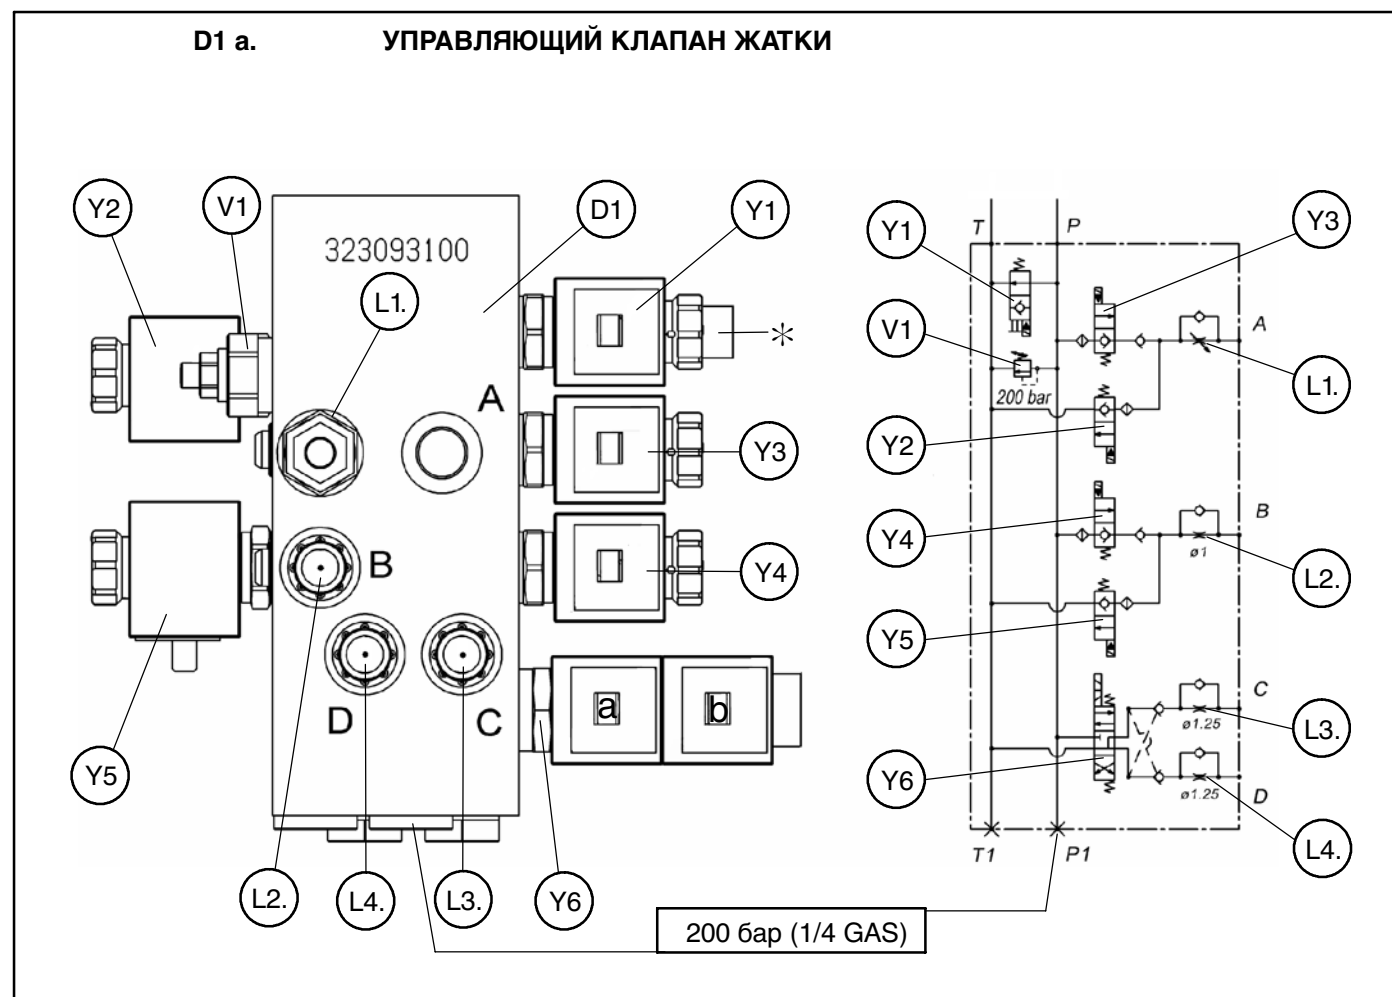 D1 a. УПРАВЛЯЮЩИЙ КЛАПАН ЖАТКИ
Y2
V1
D1
Y1
323093100
L1.
*
A
Y3
B
Y4
D
C
a
b
Y5
L2.
L4.
L3.
Y6
200 бар (1/4 GAS)
T
P
Y1
Y3
V1
A
200 bar
L1.
Y2
B
Y4
ø1
L2.
Y5
C
ø1.25
L3.
Y6
ø1.25
D
T1
P1
L4.